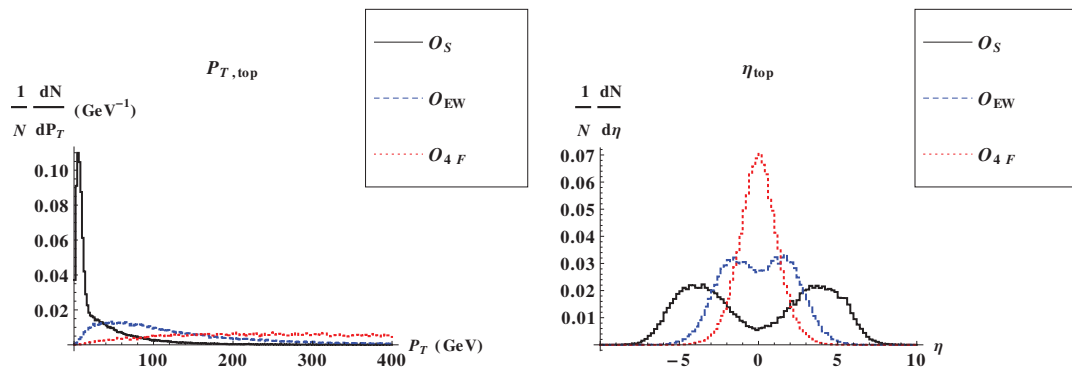 P_T,top
1/N dN/dP_T (GeV⁻¹)
O_S
O_EW
O_4F
0.10
0.08
0.06
0.04
0.02
100
200
300
400
P_T (GeV)
η_top
1/N dN/dη
O_S
O_EW
O_4F
0.07
0.06
0.05
0.04
0.03
0.02
0.01
−5
0
5
10
η